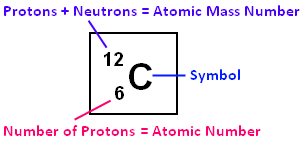 Protons + Neutrons = Atomic Mass Number
12
C
Symbol
6
Number of Protons = Atomic Number